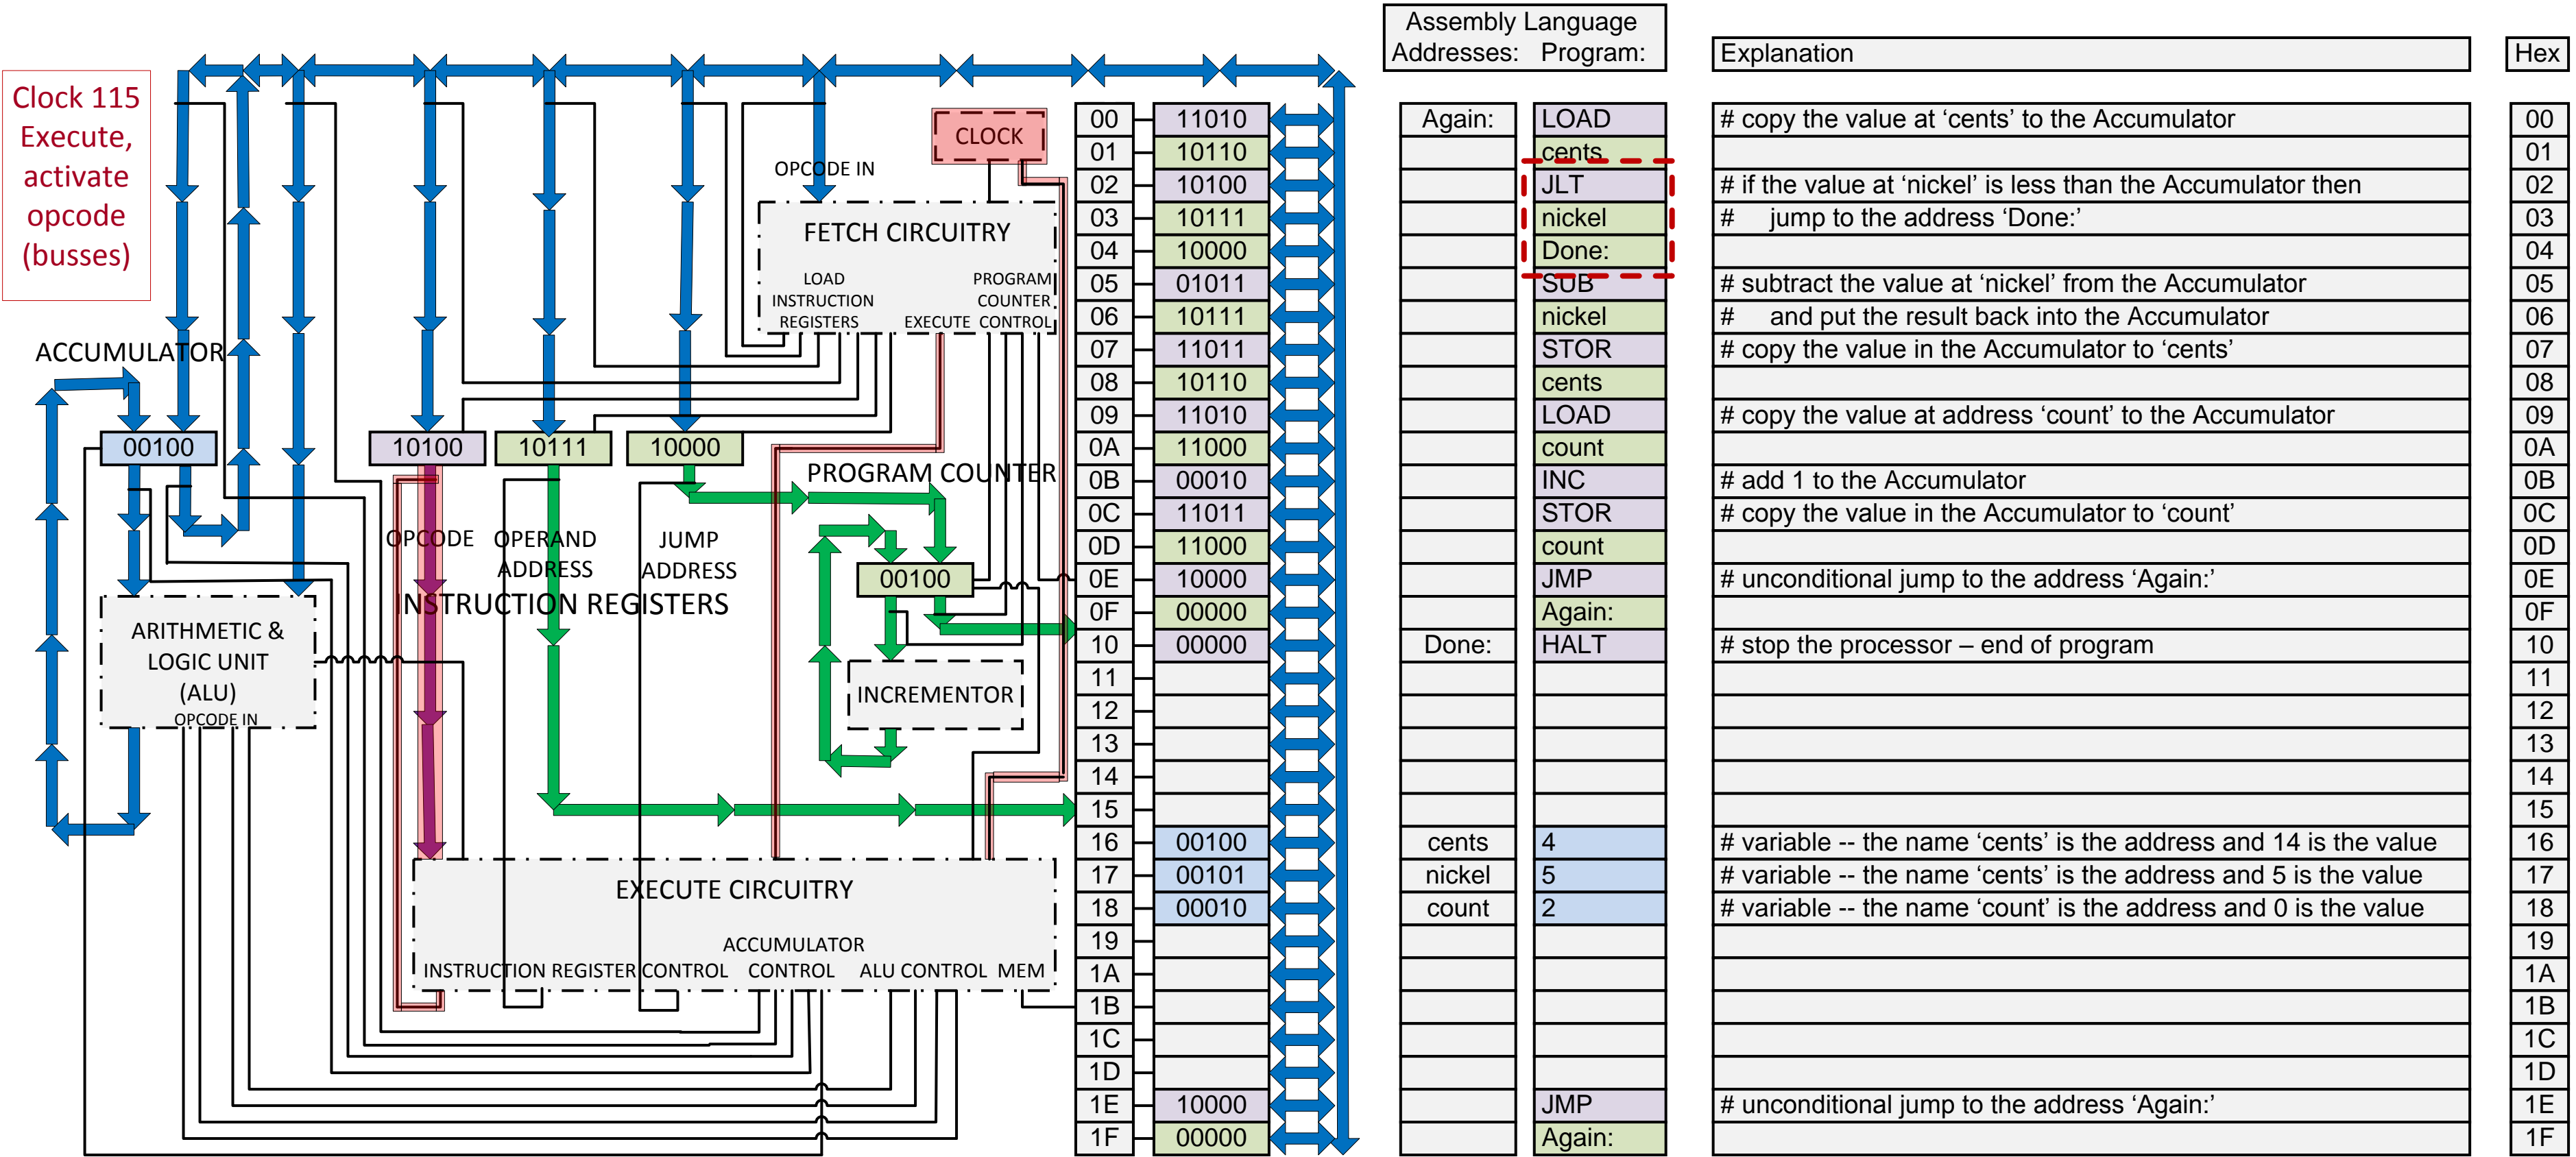 Assembly Language
Addresses: Program:
Explanation
Hex
Clock 115
Execute,
activate
opcode
(busses)
CLOCK
OPCODE IN
FETCH CIRCUITRY
LOAD
INSTRUCTION
REGISTERS
EXECUTE
PROGRAM
COUNTER
CONTROL
ACCUMULATOR
00100
10100
10111
10000
PROGRAM COUNTER
OPCODE
OPERAND
ADDRESS
JUMP
ADDRESS
INSTRUCTION REGISTERS
00100
INCREMENTOR
ARITHMETIC &
LOGIC UNIT
(ALU)
OPCODE IN
EXECUTE CIRCUITRY
INSTRUCTION REGISTER CONTROL
ACCUMULATOR
CONTROL
ALU CONTROL
MEM
00 11010 Again: LOAD # copy the value at ‘cents’ to the Accumulator 00
01 10110 cents 01
02 10100 JLT # if the value at ‘nickel’ is less than the Accumulator then 02
03 10111 nickel # jump to the address ‘Done:’ 03
04 10000 Done: 04
05 01011 SUB # subtract the value at ‘nickel’ from the Accumulator 05
06 10111 nickel # and put the result back into the Accumulator 06
07 11011 STOR # copy the value in the Accumulator to ‘cents’ 07
08 10110 cents 08
09 11010 LOAD # copy the value at address ‘count’ to the Accumulator 09
0A 11000 count 0A
0B 00010 INC # add 1 to the Accumulator 0B
0C 11011 STOR # copy the value in the Accumulator to ‘count’ 0C
0D 11000 count 0D
0E 10000 JMP # unconditional jump to the address ‘Again:’ 0E
0F 00000 Again: 0F
10 00000 Done: HALT # stop the processor – end of program 10
11 11
12 12
13 13
14 14
15 15
16 00100 cents 4 # variable -- the name ‘cents’ is the address and 14 is the value 16
17 00101 nickel 5 # variable -- the name ‘cents’ is the address and 5 is the value 17
18 00010 count 2 # variable -- the name ‘count’ is the address and 0 is the value 18
19 19
1A 1A
1B 1B
1C 1C
1D 1D
1E 10000 JMP # unconditional jump to the address ‘Again:’ 1E
1F 00000 Again: 1F